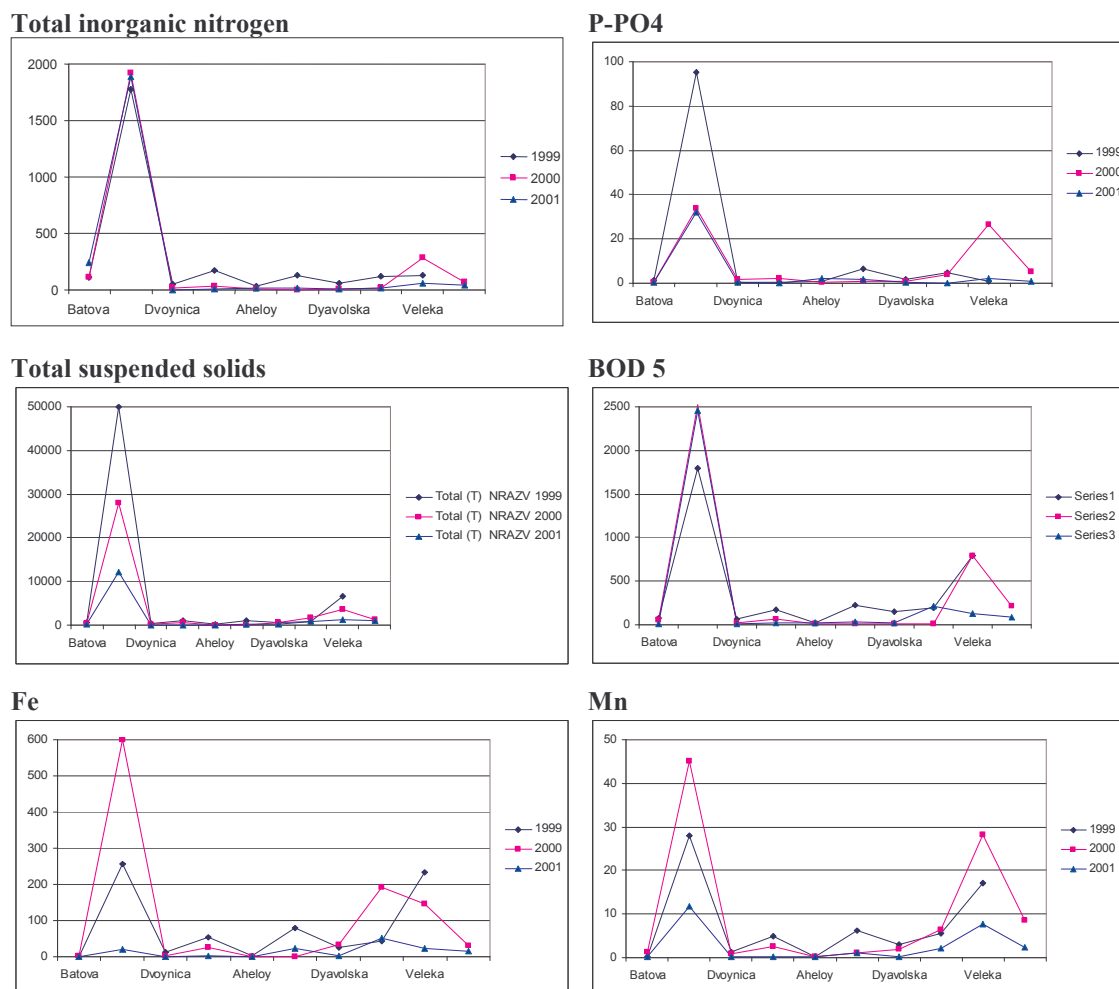 Total inorganic nitrogen
2000
1500
1000
500
0
Batova Dvoynica Aheloy Dyavolska Veleka
1999
2000
2001
P-PO4
100
80
60
40
20
0
Batova Dvoynica Aheloy Dyavolska Veleka
1999
2000
2001
Total suspended solids
50000
40000
30000
20000
10000
0
Batova Dvoynica Aheloy Dyavolska Veleka
Total (T) NRAZV 1999
Total (T) NRAZV 2000
Total (T) NRAZV 2001
BOD 5
2500
2000
1500
1000
500
0
Batova Dvoynica Aheloy Dyavolska Veleka
Series1
Series2
Series3
Fe
600
500
400
300
200
100
0
Batova Dvoynica Aheloy Dyavolska Veleka
1999
2000
2001
Mn
50
40
30
20
10
0
Batova Dvoynica Aheloy Dyavolska Veleka
1999
2000
2001